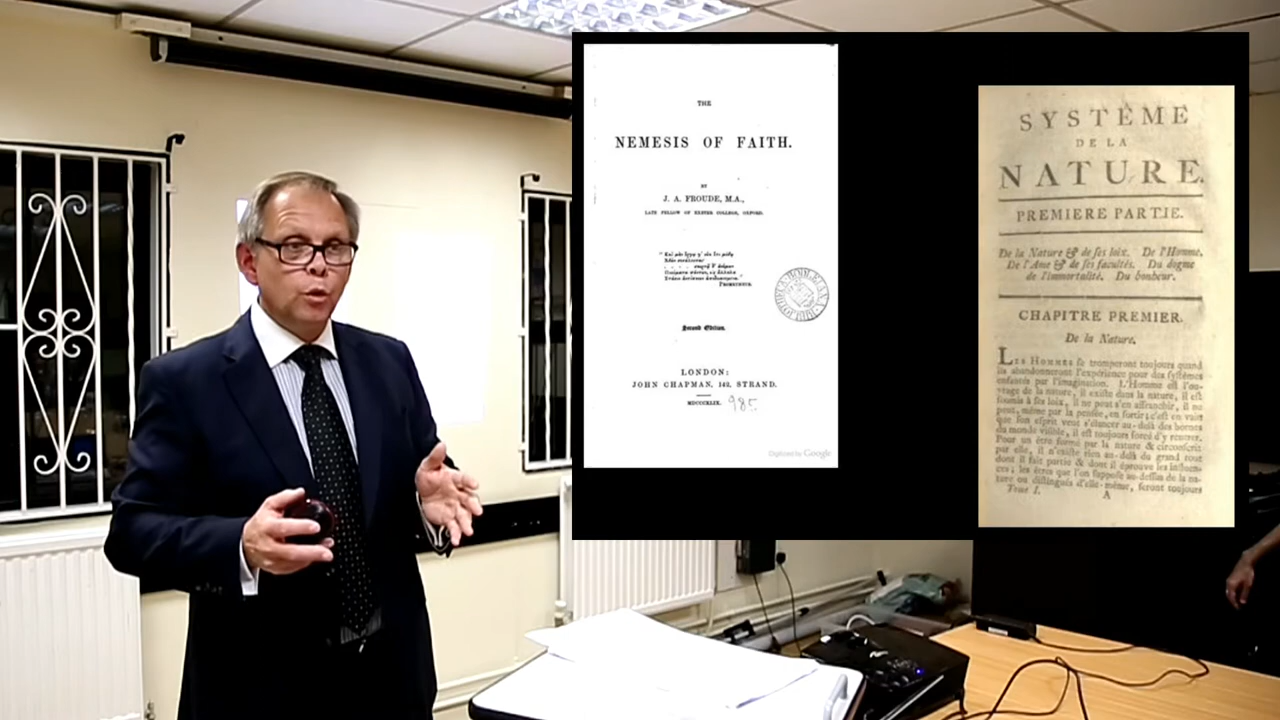 THE
NEMESIS OF FAITH.
BY
J. A. FROUDE, M.A.,
LATE FELLOW OF EXETER COLLEGE, OXFORD.
PROMETHEUS.
Second Edition.
LONDON:
JOHN CHAPMAN, 142, STRAND.
MDCCCXLIX.
985
Digitized by Google
SYSTÊME
DE LA
NATURE.
PREMIERE PARTIE.
De la Nature & de ses loix. De l'Homme.
De l'Ame & de ses facultés. Du dogme
de l'immortalité. Du bonheur.
CHAPITRE PREMIER.
De la Nature.
LES HOMMES se tromperont toujours quand
ils abandonneront l'expérience pour des systêmes
enfantés par l'imagination. L'Homme est l'ou-
vrage de la nature, il existe dans la nature, il est
soumis à ses loix, il ne peut s'en affranchir, il ne
peut, même par la pensée, en sortir; c'est en vain
que son esprit veut s'élancer au-delà des bornes
du monde visible, il est toujours forcé d'y rentrer.
Pour un être formé par la nature & circonscrit
par elle, il n'existe rien au-delà du grand tout
dont il fait partie & dont il éprouve les influen-
ces; les êtres que l'on suppose au-dessus de la na-
ture ou distingués d'elle-même, seront toujours
Tome I. A